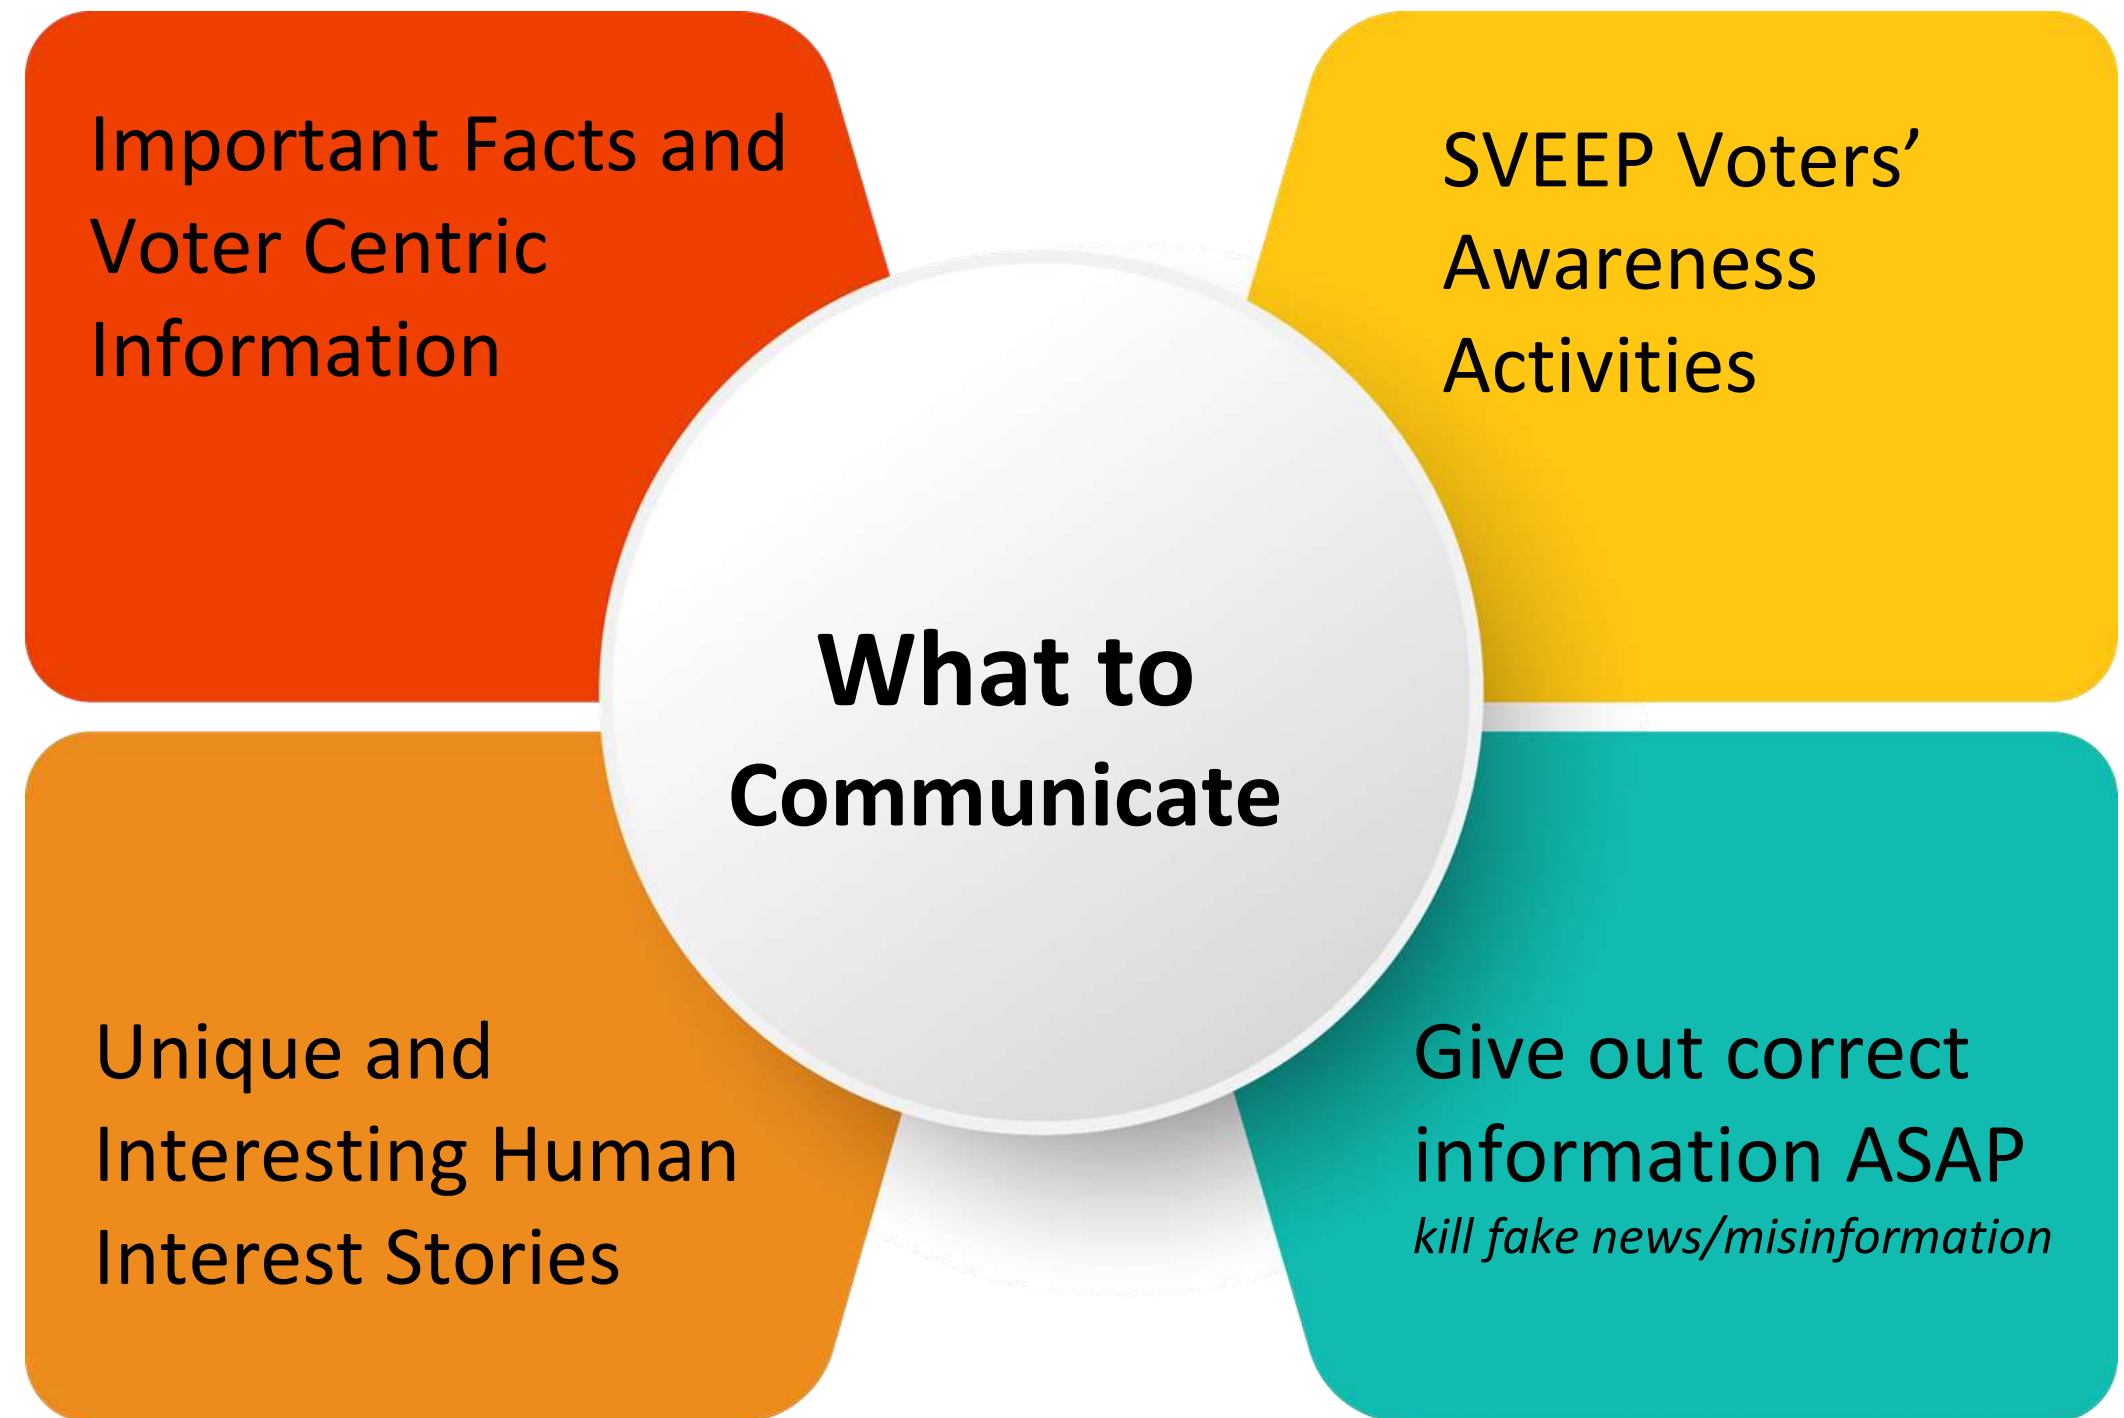 Important Facts and
Voter Centric
Information
SVEEP Voters’
Awareness
Activities
What to
Communicate
Unique and
Interesting Human
Interest Stories
Give out correct
information ASAP
kill fake news/misinformation